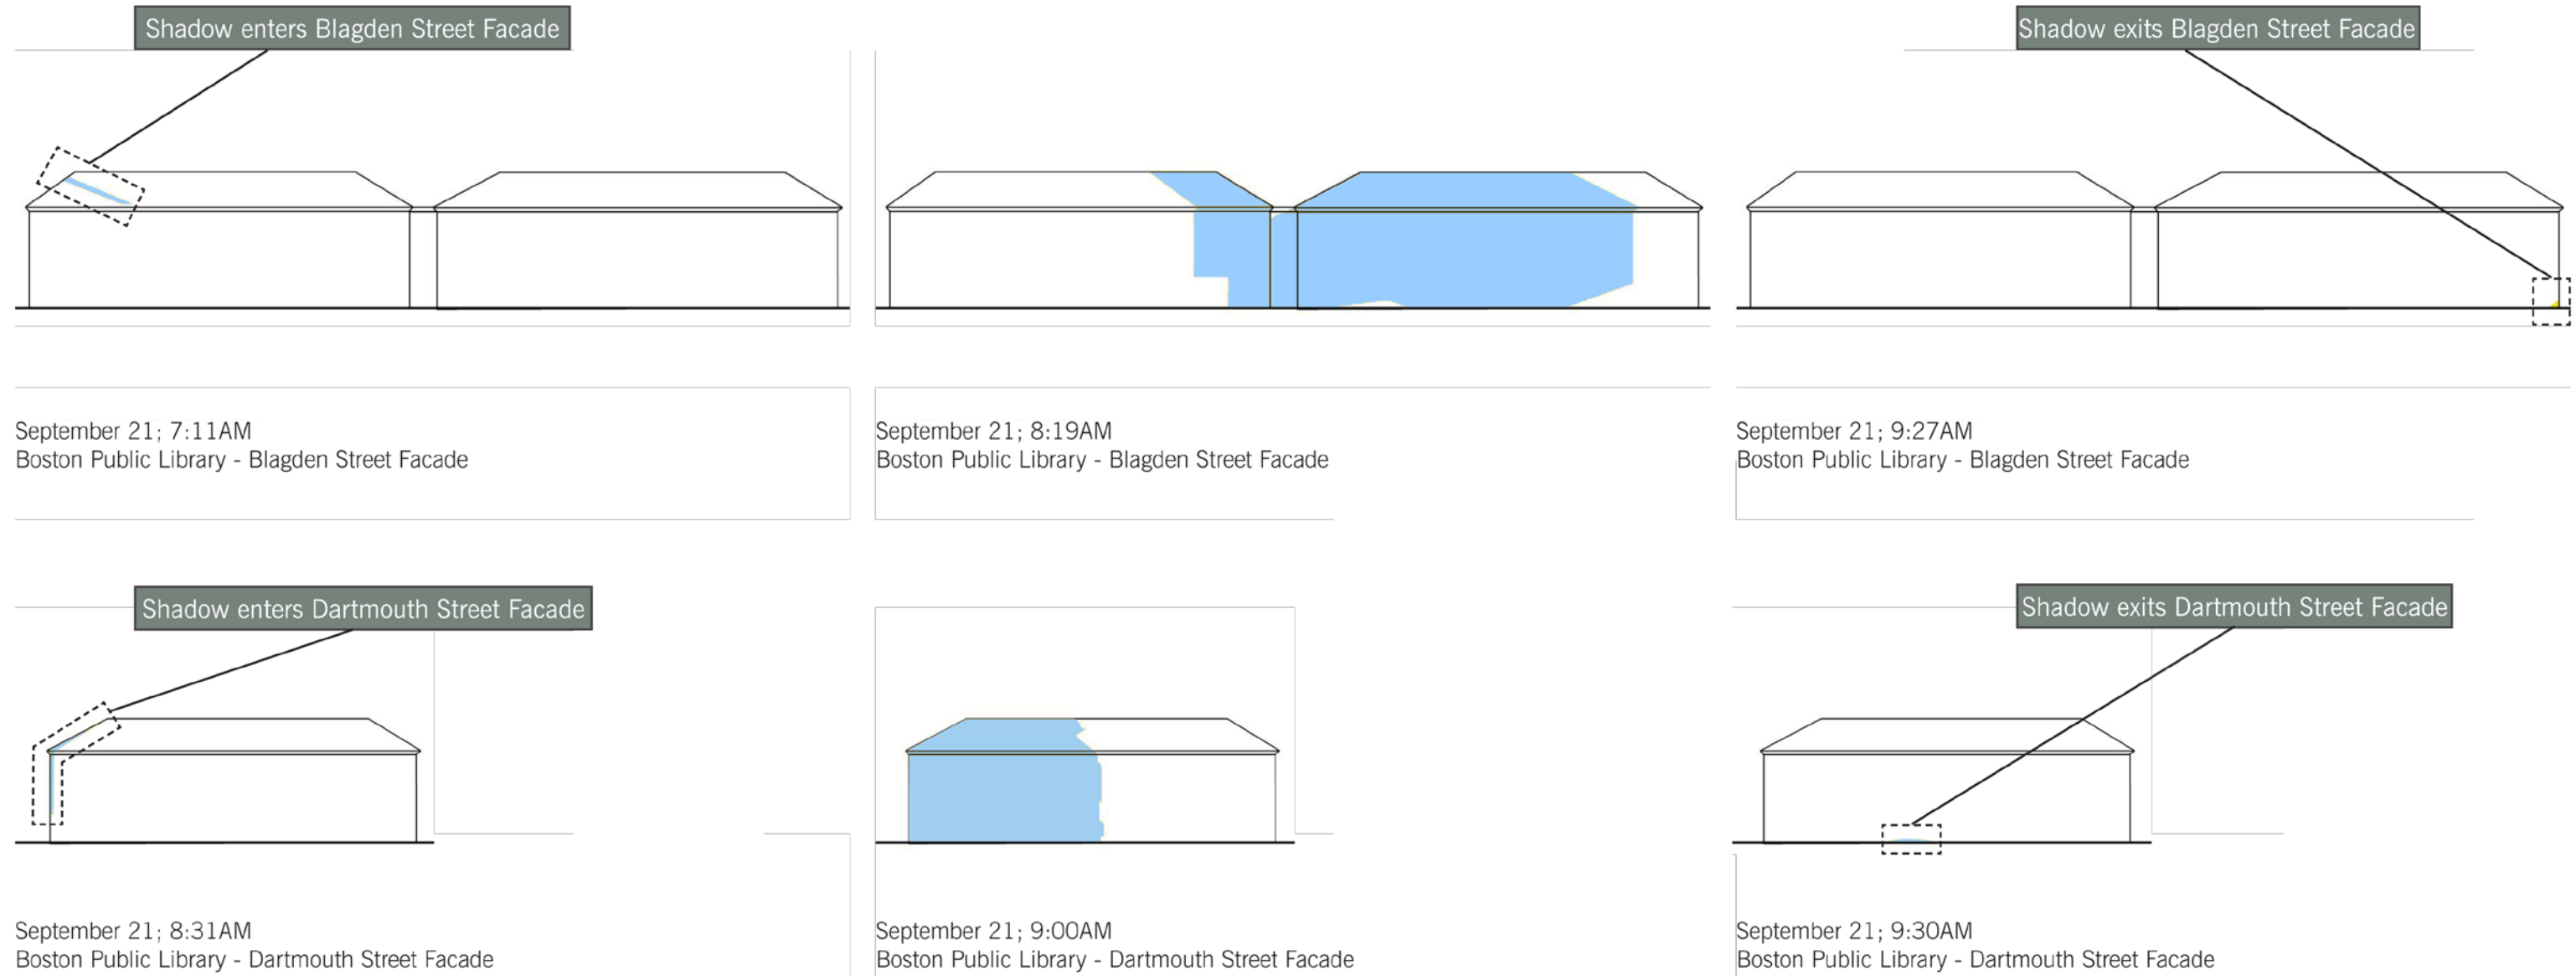 Shadow enters Blagden Street Facade
Shadow exits Blagden Street Facade
September 21; 7:11AM
Boston Public Library - Blagden Street Facade
September 21; 8:19AM
Boston Public Library - Blagden Street Facade
September 21; 9:27AM
Boston Public Library - Blagden Street Facade
Shadow enters Dartmouth Street Facade
Shadow exits Dartmouth Street Facade
September 21; 8:31AM
Boston Public Library - Dartmouth Street Facade
September 21; 9:00AM
Boston Public Library - Dartmouth Street Facade
September 21; 9:30AM
Boston Public Library - Dartmouth Street Facade